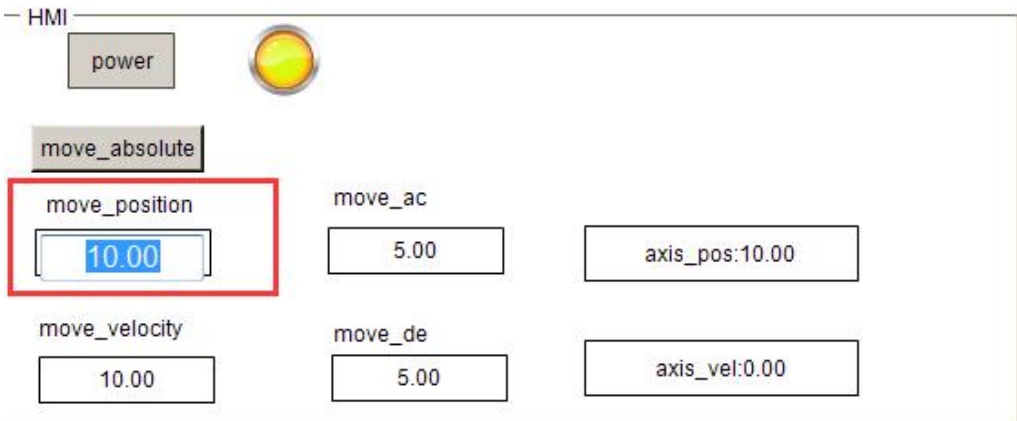 HMI
power
move_absolute
move_position
move_ac
10.00
5.00
axis_pos:10.00
move_velocity
move_de
10.00
5.00
axis_vel:0.00